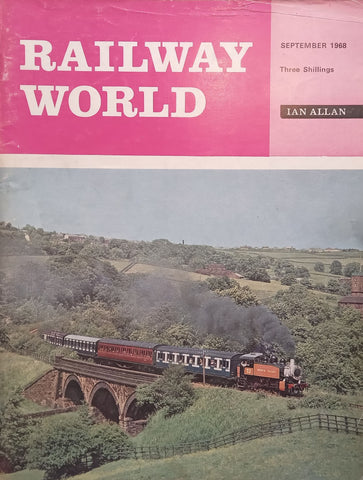 RAILWAY
WORLD
SEPTEMBER 1968
Three Shillings
IAN ALLAN